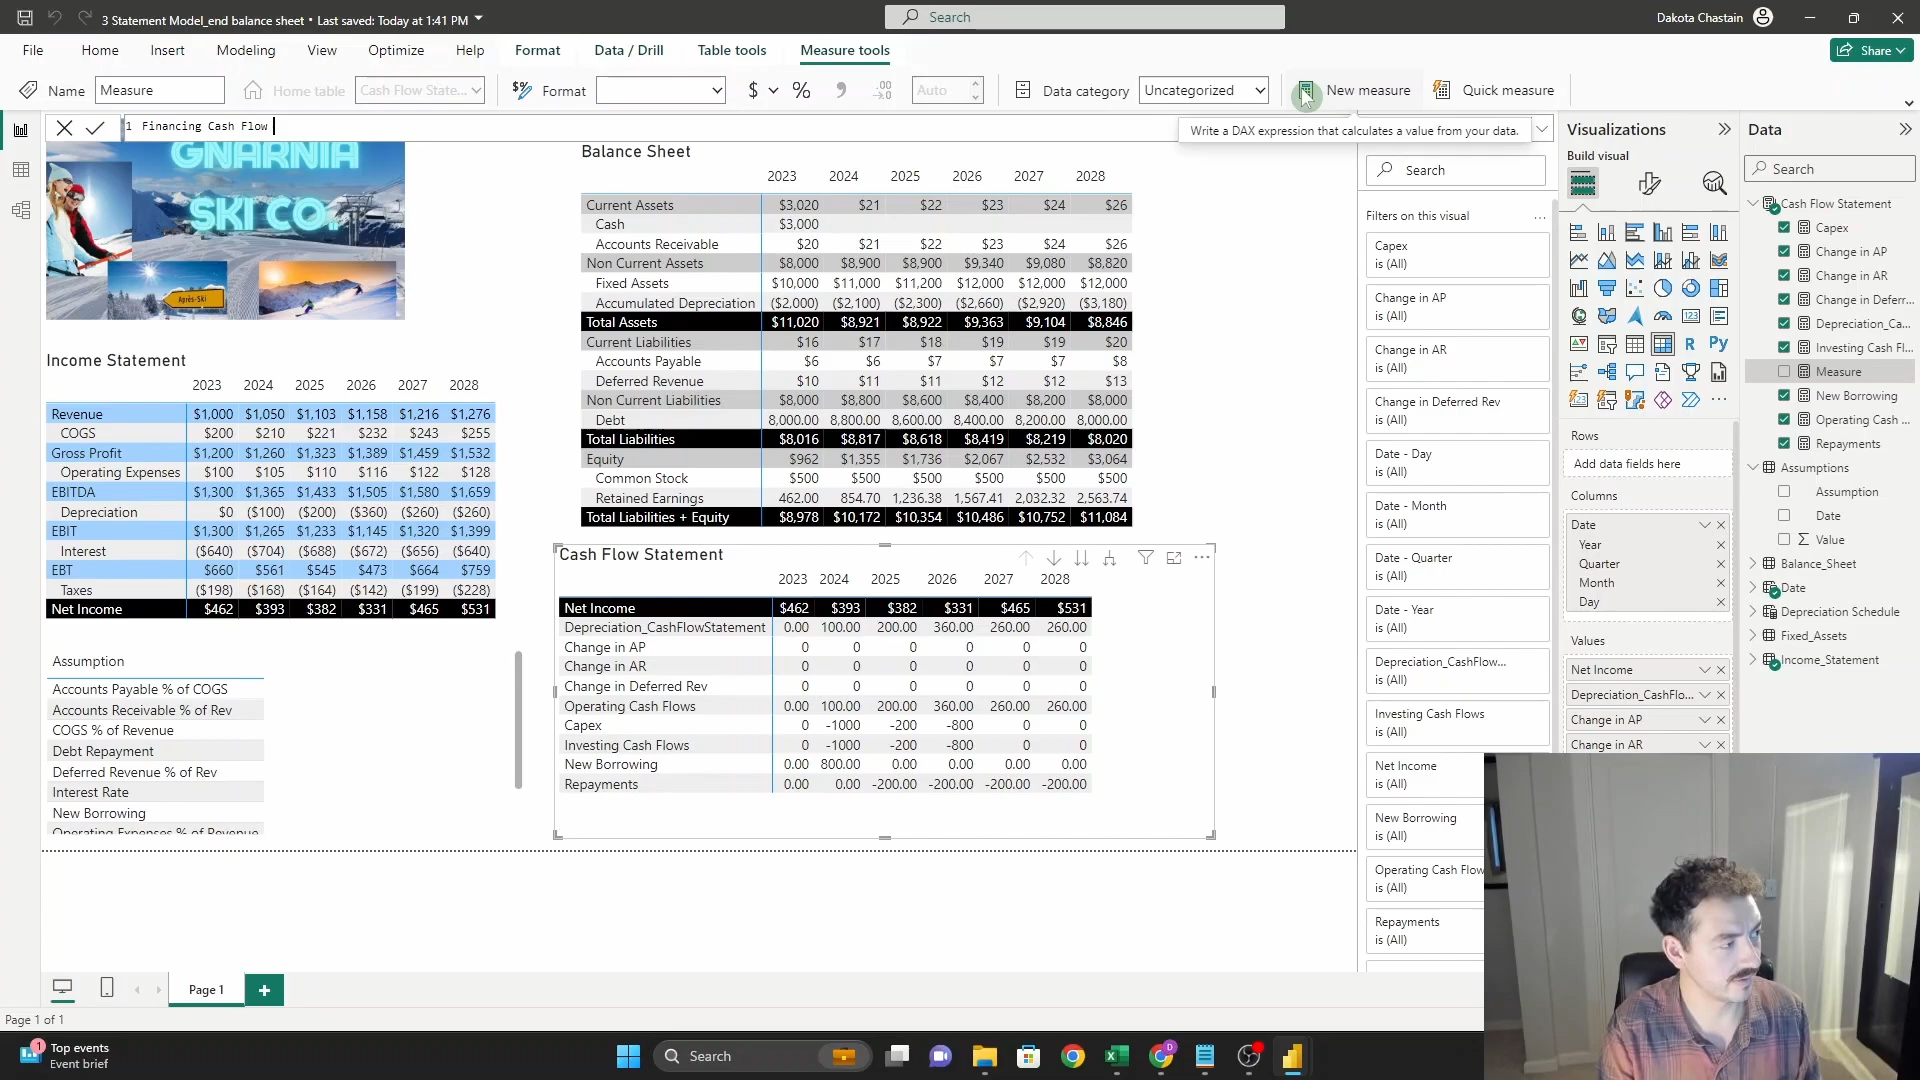 3 Statement Model_end balance sheet • Last saved: Today at 1:41 PM
Search
Dakota Chastain
File Home Insert Modeling View Optimize Help Format Data / Drill Table tools Measure tools
Share
Name Measure Home table Cash Flow State... Format $ % Auto Data category Uncategorized New measure Quick measure
1 Financing Cash Flow
Write a DAX expression that calculates a value from your data.
GNARNIA
SKI CO.
Après-Ski
Income Statement
2023 2024 2025 2026 2027 2028
Revenue $1,000 $1,050 $1,103 $1,158 $1,216 $1,276
COGS $200 $210 $221 $232 $243 $255
Gross Profit $1,200 $1,260 $1,323 $1,389 $1,459 $1,532
Operating Expenses $100 $105 $110 $116 $122 $128
EBITDA $1,300 $1,365 $1,433 $1,505 $1,580 $1,659
Depreciation $0 ($100) ($200) ($360) ($260) ($260)
EBIT $1,300 $1,265 $1,233 $1,145 $1,320 $1,399
Interest ($640) ($704) ($688) ($672) ($656) ($640)
EBT $660 $561 $545 $473 $664 $759
Taxes ($198) ($168) ($164) ($142) ($199) ($228)
Net Income $462 $393 $382 $331 $465 $531
Assumption
Accounts Payable % of COGS
Accounts Receivable % of Rev
COGS % of Revenue
Debt Repayment
Deferred Revenue % of Rev
Interest Rate
New Borrowing
Operating Expenses % of Revenue
Balance Sheet
2023 2024 2025 2026 2027 2028
Current Assets $3,020 $21 $22 $23 $24 $26
Cash $3,000
Accounts Receivable $20 $21 $22 $23 $24 $26
Non Current Assets $8,000 $8,900 $8,900 $9,340 $9,080 $8,820
Fixed Assets $10,000 $11,000 $11,200 $12,000 $12,000 $12,000
Accumulated Depreciation ($2,000) ($2,100) ($2,300) ($2,660) ($2,920) ($3,180)
Total Assets $11,020 $8,921 $8,922 $9,363 $9,104 $8,846
Current Liabilities $16 $17 $18 $19 $19 $20
Accounts Payable $6 $6 $7 $7 $7 $8
Deferred Revenue $10 $11 $11 $12 $12 $13
Non Current Liabilities $8,000 $8,800 $8,600 $8,400 $8,200 $8,000
Debt 8,000.00 8,800.00 8,600.00 8,400.00 8,200.00 8,000.00
Total Liabilities $8,016 $8,817 $8,618 $8,419 $8,219 $8,020
Equity $962 $1,355 $1,736 $2,067 $2,532 $3,064
Common Stock $500 $500 $500 $500 $500 $500
Retained Earnings 462.00 854.70 1,236.38 1,567.41 2,032.32 2,563.74
Total Liabilities + Equity $8,978 $10,172 $10,354 $10,486 $10,752 $11,084
Cash Flow Statement
2023 2024 2025 2026 2027 2028
Net Income $462 $393 $382 $331 $465 $531
Depreciation_CashFlowStatement 0.00 100.00 200.00 360.00 260.00 260.00
Change in AP 0 0 0 0 0 0
Change in AR 0 0 0 0 0 0
Change in Deferred Rev 0 0 0 0 0 0
Operating Cash Flows 0.00 100.00 200.00 360.00 260.00 260.00
Capex 0 -1000 -200 -800 0 0
Investing Cash Flows 0 -1000 -200 -800 0 0
New Borrowing 0.00 800.00 0.00 0.00 0.00 0.00
Repayments 0.00 0.00 -200.00 -200.00 -200.00 -200.00
Search
Filters on this visual ...
Capex
is (All)
Change in AP
is (All)
Change in AR
is (All)
Change in Deferred Rev
is (All)
Date - Day
is (All)
Date - Month
is (All)
Date - Quarter
is (All)
Date - Year
is (All)
Depreciation_CashFlow...
is (All)
Investing Cash Flows
is (All)
Net Income
is (All)
New Borrowing
is (All)
Operating Cash Flow
is (All)
Repayments
is (All)
Visualizations
Build visual
R Py
123
...
Rows
Add data fields here
Columns
Date
Year
Quarter
Month
Day
Values
Net Income
Depreciation_CashFlo...
Change in AP
Change in AR
Data
Search
Cash Flow Statement
Capex
Change in AP
Change in AR
Change in Deferr...
Depreciation_Ca...
Investing Cash Fl...
Measure
New Borrowing
Operating Cash ...
Repayments
Assumptions
Assumption
Date
Σ Value
Balance_Sheet
Date
Depreciation Schedule
Fixed_Assets
Income_Statement
Page 1
+
Page 1 of 1
1
Top events
Event brief
Search
D